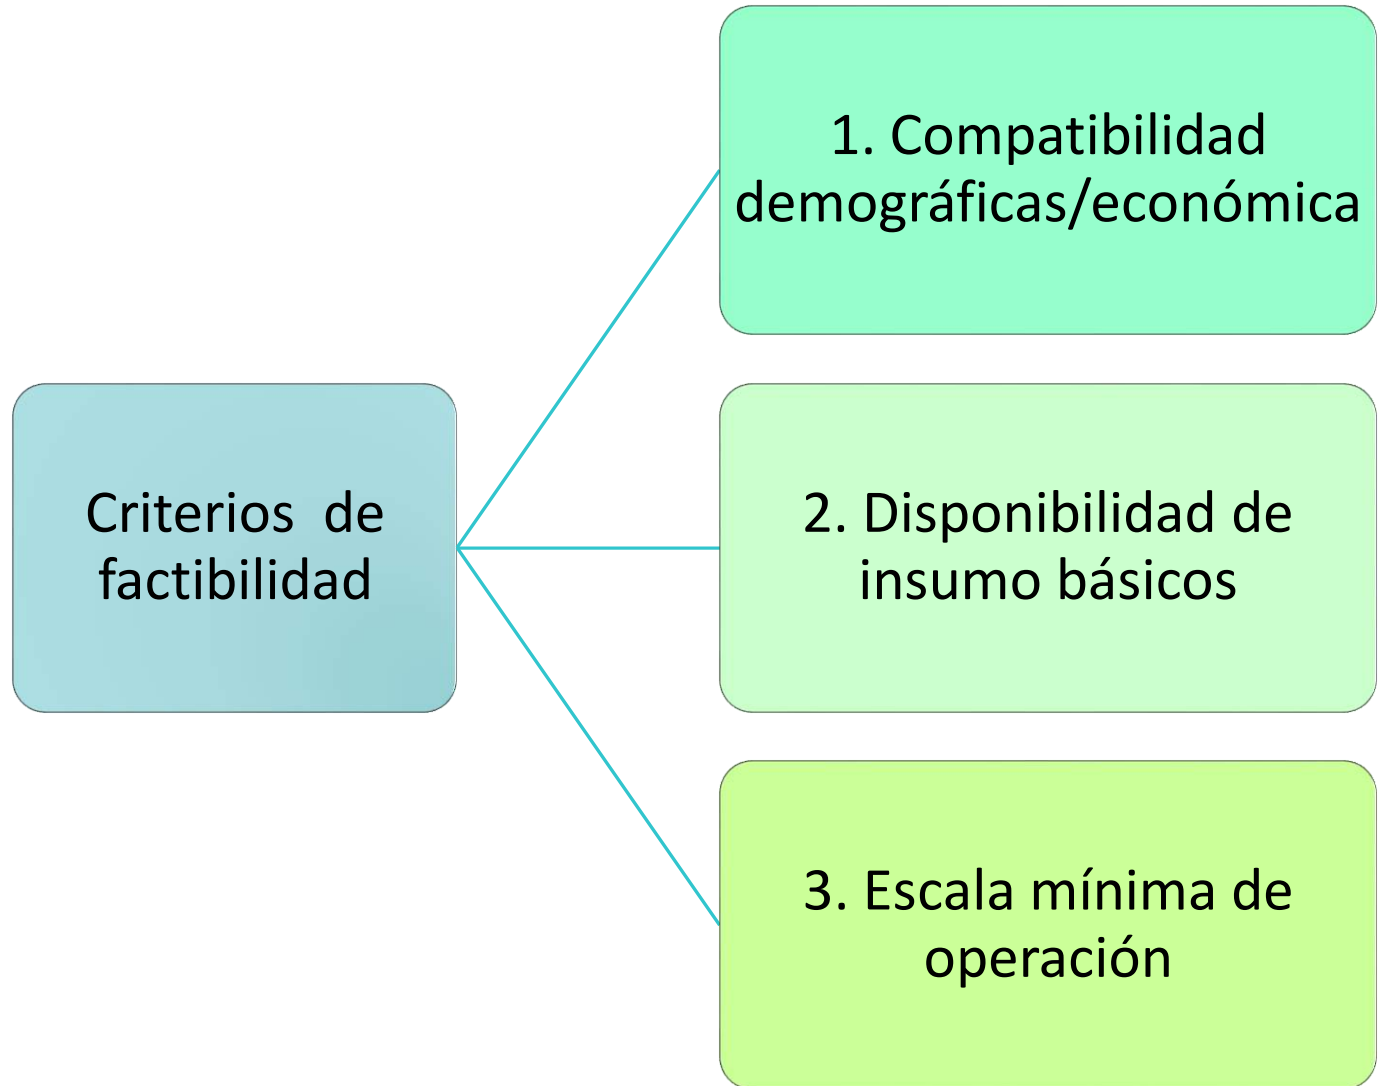 1. Compatibilidad
demográficas/económica
Criterios  de
factibilidad
2. Disponibilidad de
insumo básicos
3. Escala mínima de
operación